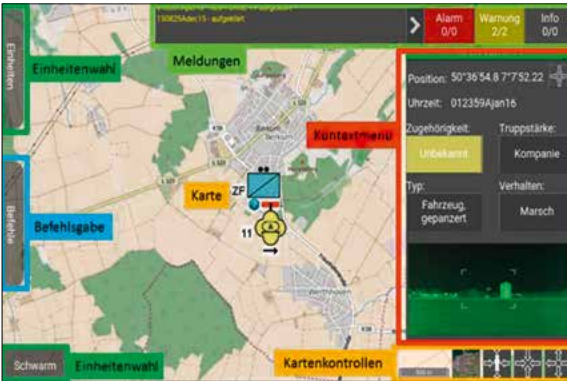 150825Adec15 - aufgeklärt
Alarm
0/0
Warnung
2/2
Info
0/0
Einheiten
Einheitenwahl
Meldungen
Position: 50°36'54.8 7°7'52.22
Uhrzeit: 012359Ajan16
Kontextmenü
Zugehörigkeit:
Truppstärke:
Unbekannt
Kompanie
Typ:
Verhalten:
Fahrzeug,
gepanzert
Marsch
Berkum
ZF
Karte
11
A
Befehle
Befehlsgabe
Werthhoven
Schwarm
Einheitenwahl
Kartenkontrollen